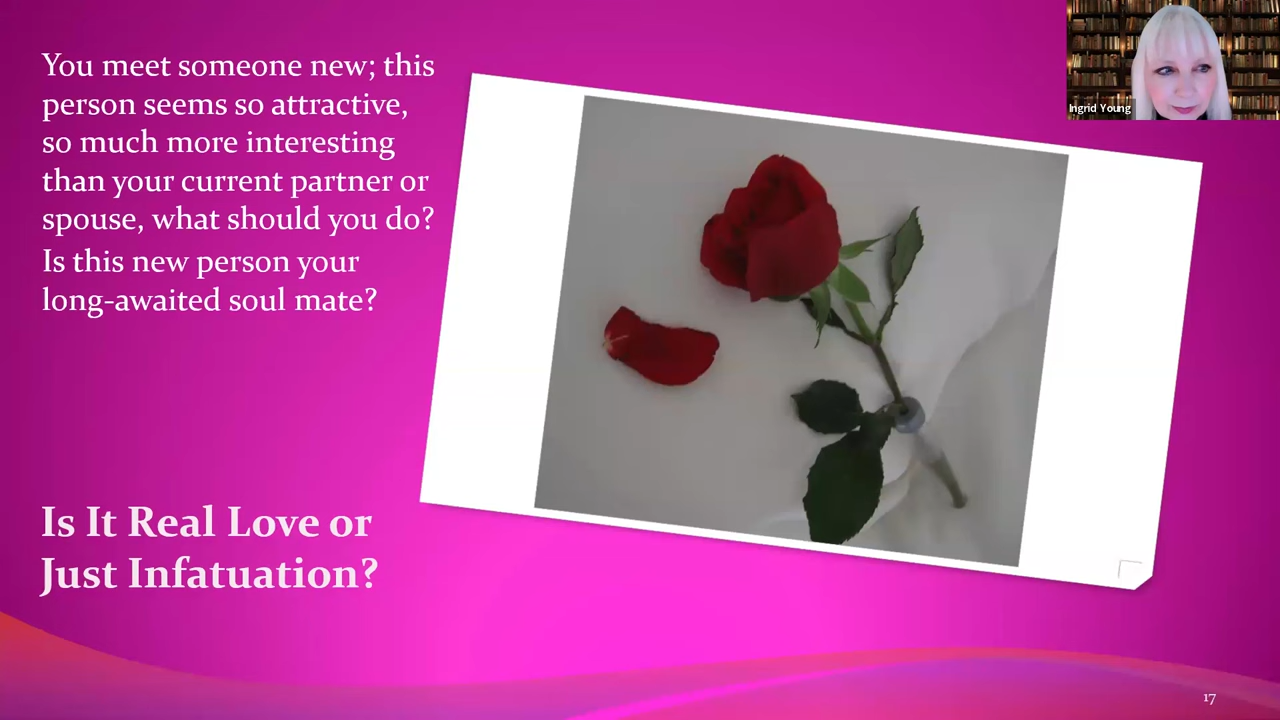 You meet someone new; this
person seems so attractive,
so much more interesting
than your current partner or
spouse, what should you do?
Is this new person your
long-awaited soul mate?
Is It Real Love or
Just Infatuation?
Ingrid Young
17